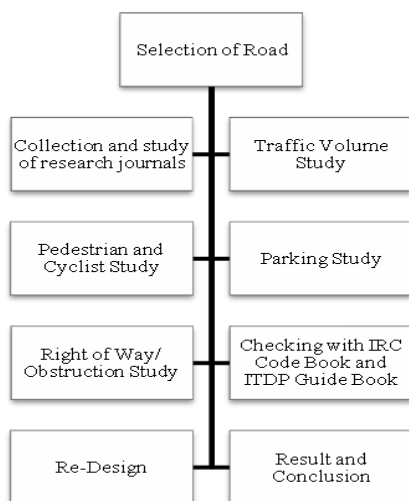 Selection of Road
Collection and study
of research journals
Traffic Volume
Study
Pedestrian and
Cyclist Study
Parking Study
Right of Way/
Obstruction Study
Checking with IRC
Code Book and
ITDP Guide Book
Re-Design
Result and
Conclusion